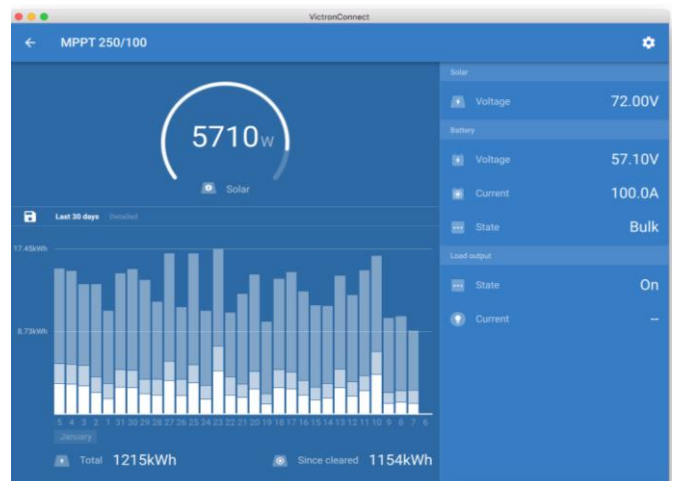 VictronConnect
MPPT 250/100
5710W
Solar
Last 30 days Detailed
17.45kWh
8.73kWh
5 4 3 2 1 31 30 29 28 27 26 25 24 23 22 21 20 19 18 17 16 15 14 13 12 11 10 9 8 7 6
January
Total 1215kWh
Since cleared 1154kWh
Solar
Voltage 72.00V
Battery
Voltage 57.10V
Current 100.0A
State Bulk
Load output
State On
Current --